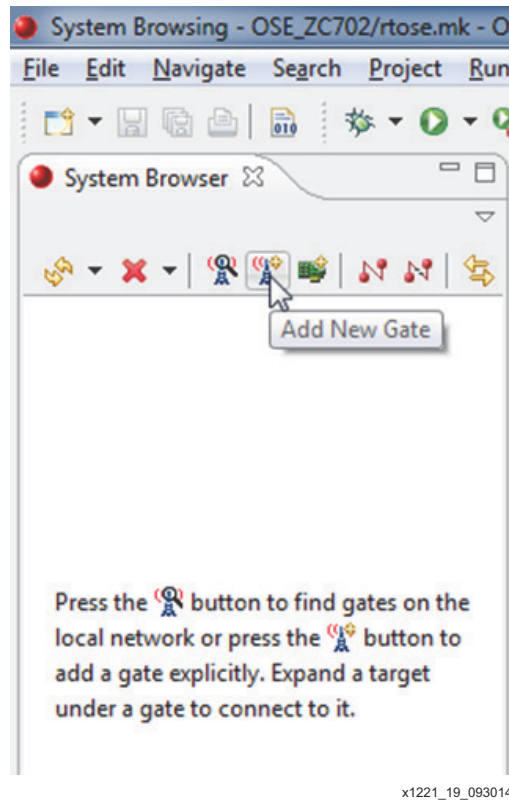 System Browsing - OSE_ZC702/rtose.mk - O
File Edit Navigate Search Project Run
010
System Browser
Add New Gate
Press the button to find gates on the
local network or press the button to
add a gate explicitly. Expand a target
under a gate to connect to it.
x1221_19_093014